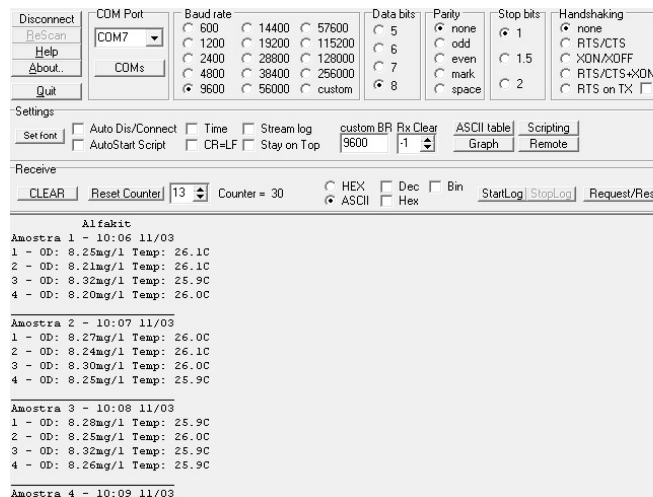 Disconnect
ReScan
Help
About..
Quit
COM Port
COM7
COMs
Baud rate
600 14400 57600
1200 19200 115200
2400 28800 128000
4800 38400 256000
9600 56000 custom
Data bits
5
6
7
8
Parity
none
odd
even
mark
space
Stop bits
1
1.5
2
Handshaking
none
RTS/CTS
XON/XOFF
RTS/CTS+XON
RTS on TX
Settings
Set font
Auto Dis/Connect Time Stream log
AutoStart Script CR=LF Stay on Top
custom BR Rx Clear
9600 -1
ASCII table Scripting
Graph Remote
Receive
CLEAR Reset Counter 13 Counter = 30
HEX Dec Bin
ASCII Hex
StartLog StopLog Request/Res
Alfakit
Amostra 1 - 10:06 11/03
1 - OD: 8.25mg/l Temp: 26.1C
2 - OD: 8.21mg/l Temp: 26.1C
3 - OD: 8.32mg/l Temp: 25.9C
4 - OD: 8.20mg/l Temp: 26.0C
Amostra 2 - 10:07 11/03
1 - OD: 8.27mg/l Temp: 26.0C
2 - OD: 8.24mg/l Temp: 26.1C
3 - OD: 8.30mg/l Temp: 26.0C
4 - OD: 8.25mg/l Temp: 25.9C
Amostra 3 - 10:08 11/03
1 - OD: 8.28mg/l Temp: 25.9C
2 - OD: 8.25mg/l Temp: 26.0C
3 - OD: 8.32mg/l Temp: 25.9C
4 - OD: 8.26mg/l Temp: 25.9C
Amostra 4 - 10:09 11/03